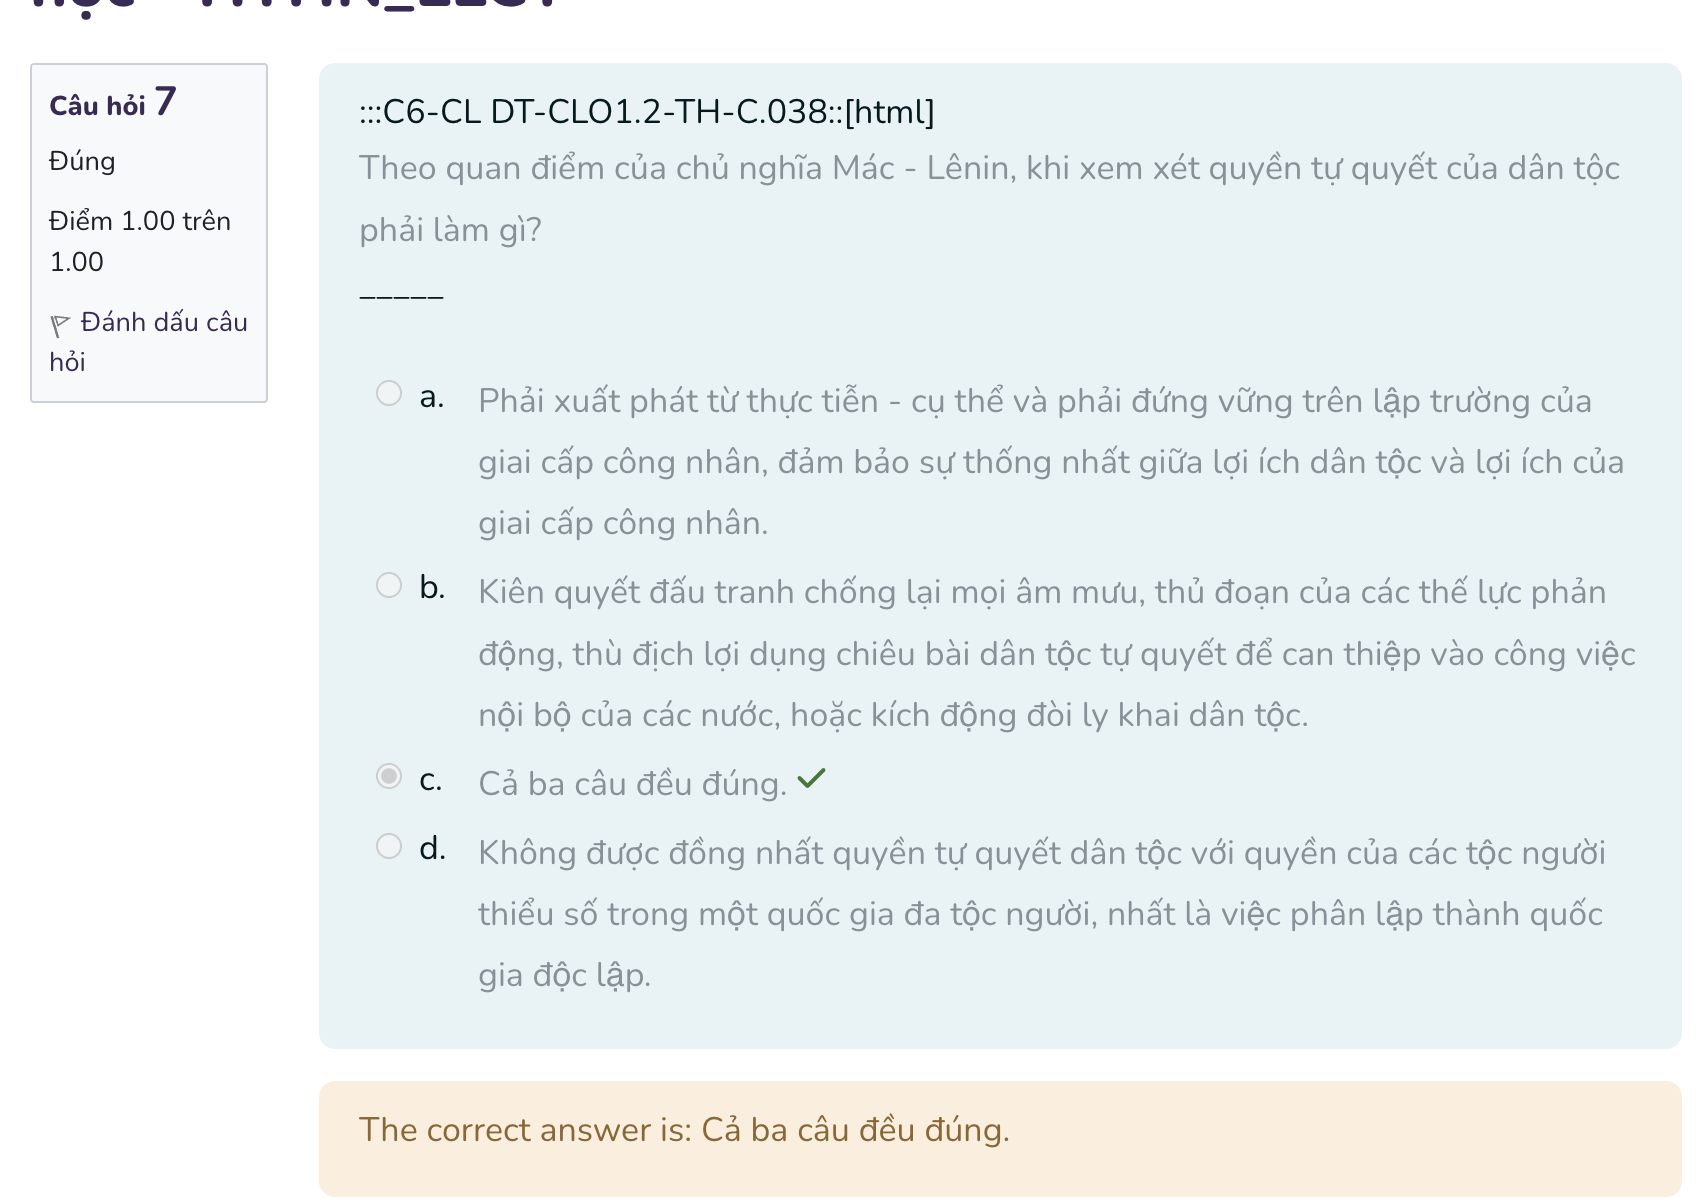 Câu hỏi 7
Đúng
Điểm 1.00 trên
1.00
Đánh dấu câu
hỏi
:::C6-CL DT-CLO1.2-TH-C.038::[html]
Theo quan điểm của chủ nghĩa Mác - Lênin, khi xem xét quyền tự quyết của dân tộc
phải làm gì?
_____
a. Phải xuất phát từ thực tiễn - cụ thể và phải đứng vững trên lập trường của
giai cấp công nhân, đảm bảo sự thống nhất giữa lợi ích dân tộc và lợi ích của
giai cấp công nhân.
b. Kiên quyết đấu tranh chống lại mọi âm mưu, thủ đoạn của các thế lực phản
động, thù địch lợi dụng chiêu bài dân tộc tự quyết để can thiệp vào công việc
nội bộ của các nước, hoặc kích động đòi ly khai dân tộc.
c. Cả ba câu đều đúng.
d. Không được đồng nhất quyền tự quyết dân tộc với quyền của các tộc người
thiểu số trong một quốc gia đa tộc người, nhất là việc phân lập thành quốc
gia độc lập.
The correct answer is: Cả ba câu đều đúng.